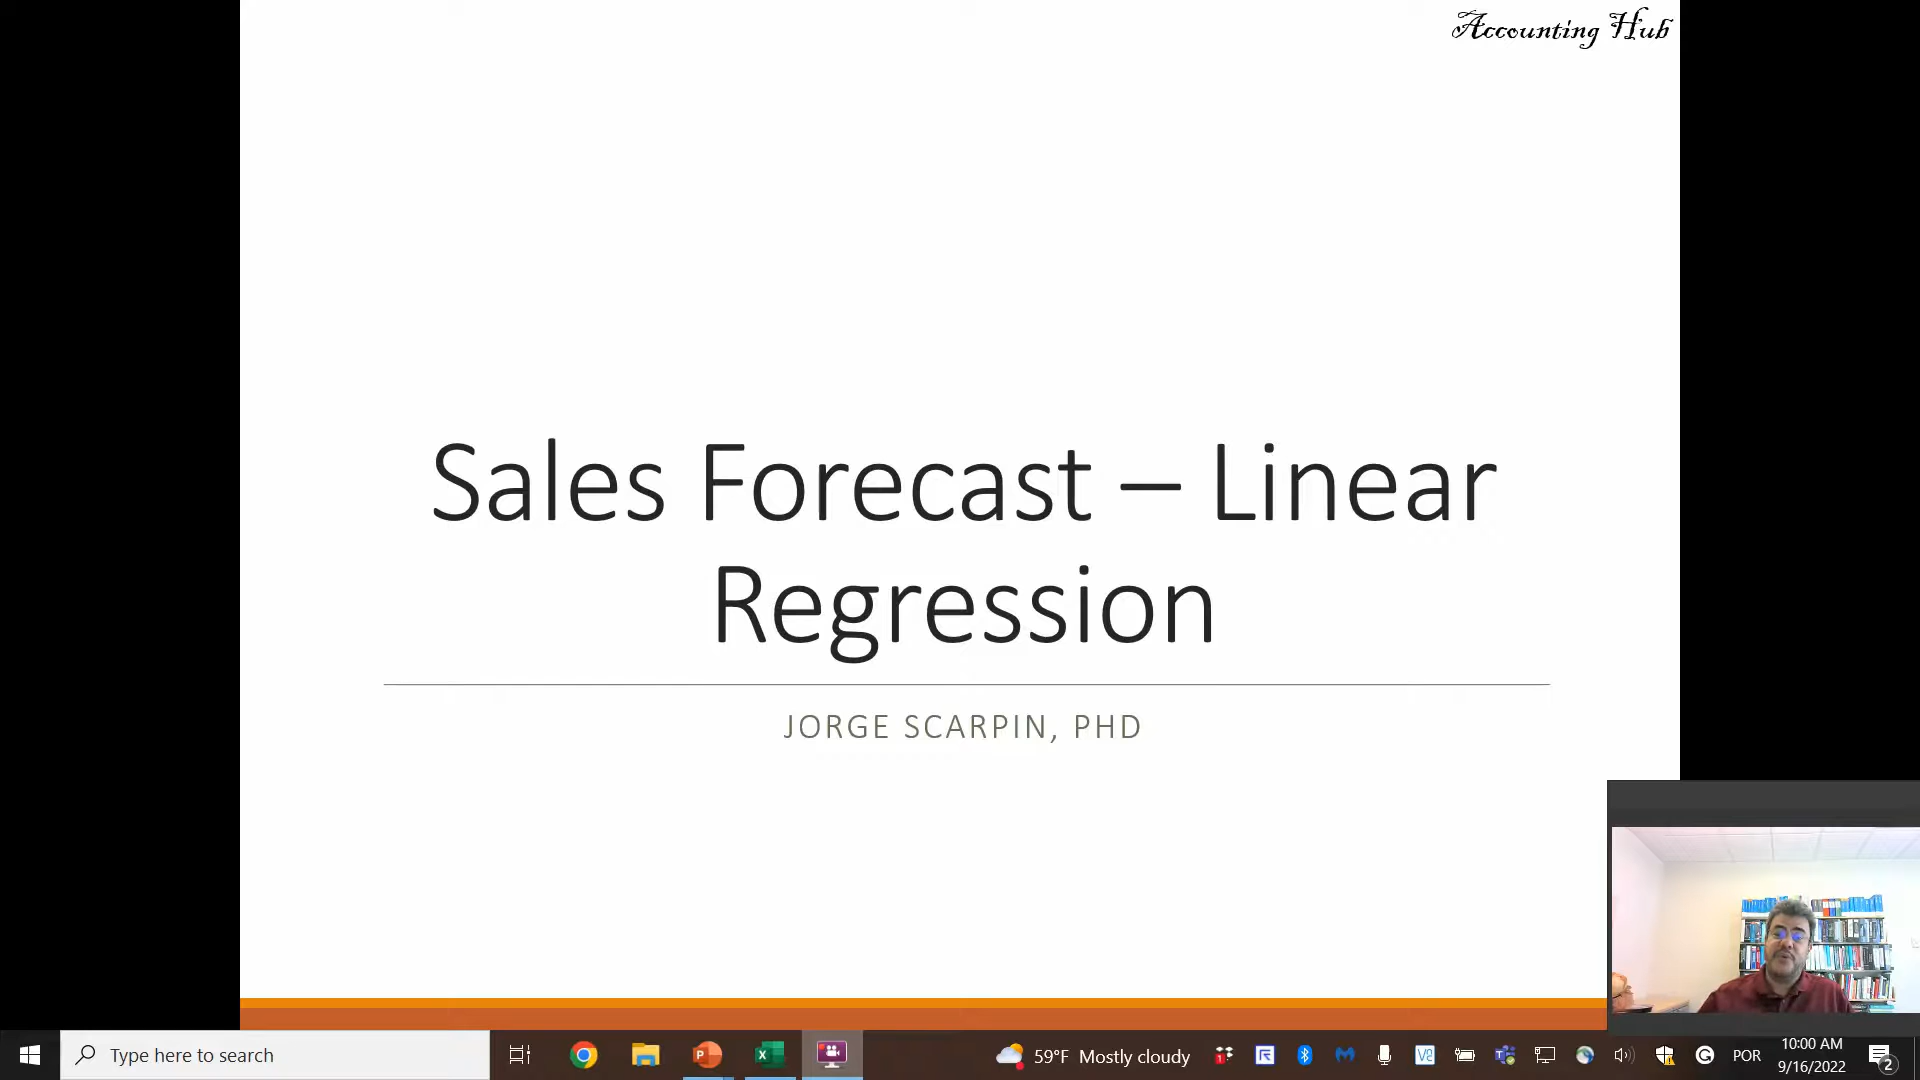 Accounting Hub
Sales Forecast – Linear
Regression
JORGE SCARPIN, PHD
Type here to search
59°F Mostly cloudy
POR
10:00 AM
9/16/2022
2